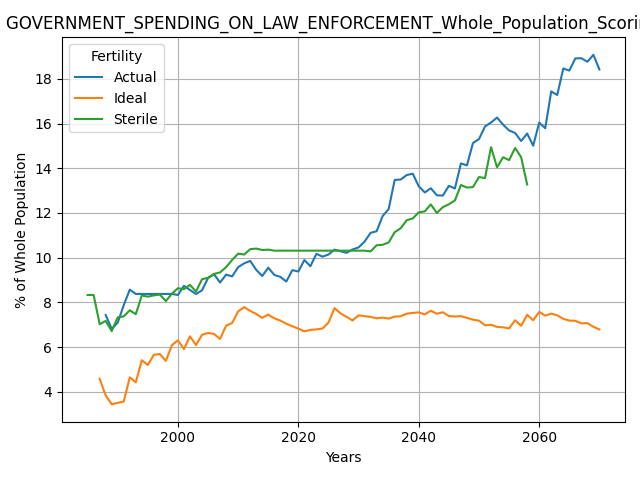 GOVERNMENT_SPENDING_ON_LAW_ENFORCEMENT_Whole_Population_Scori
Fertility
Actual
Ideal
Sterile
% of Whole Population
18
16
14
12
10
8
6
4
2000 2020 2040 2060
Years